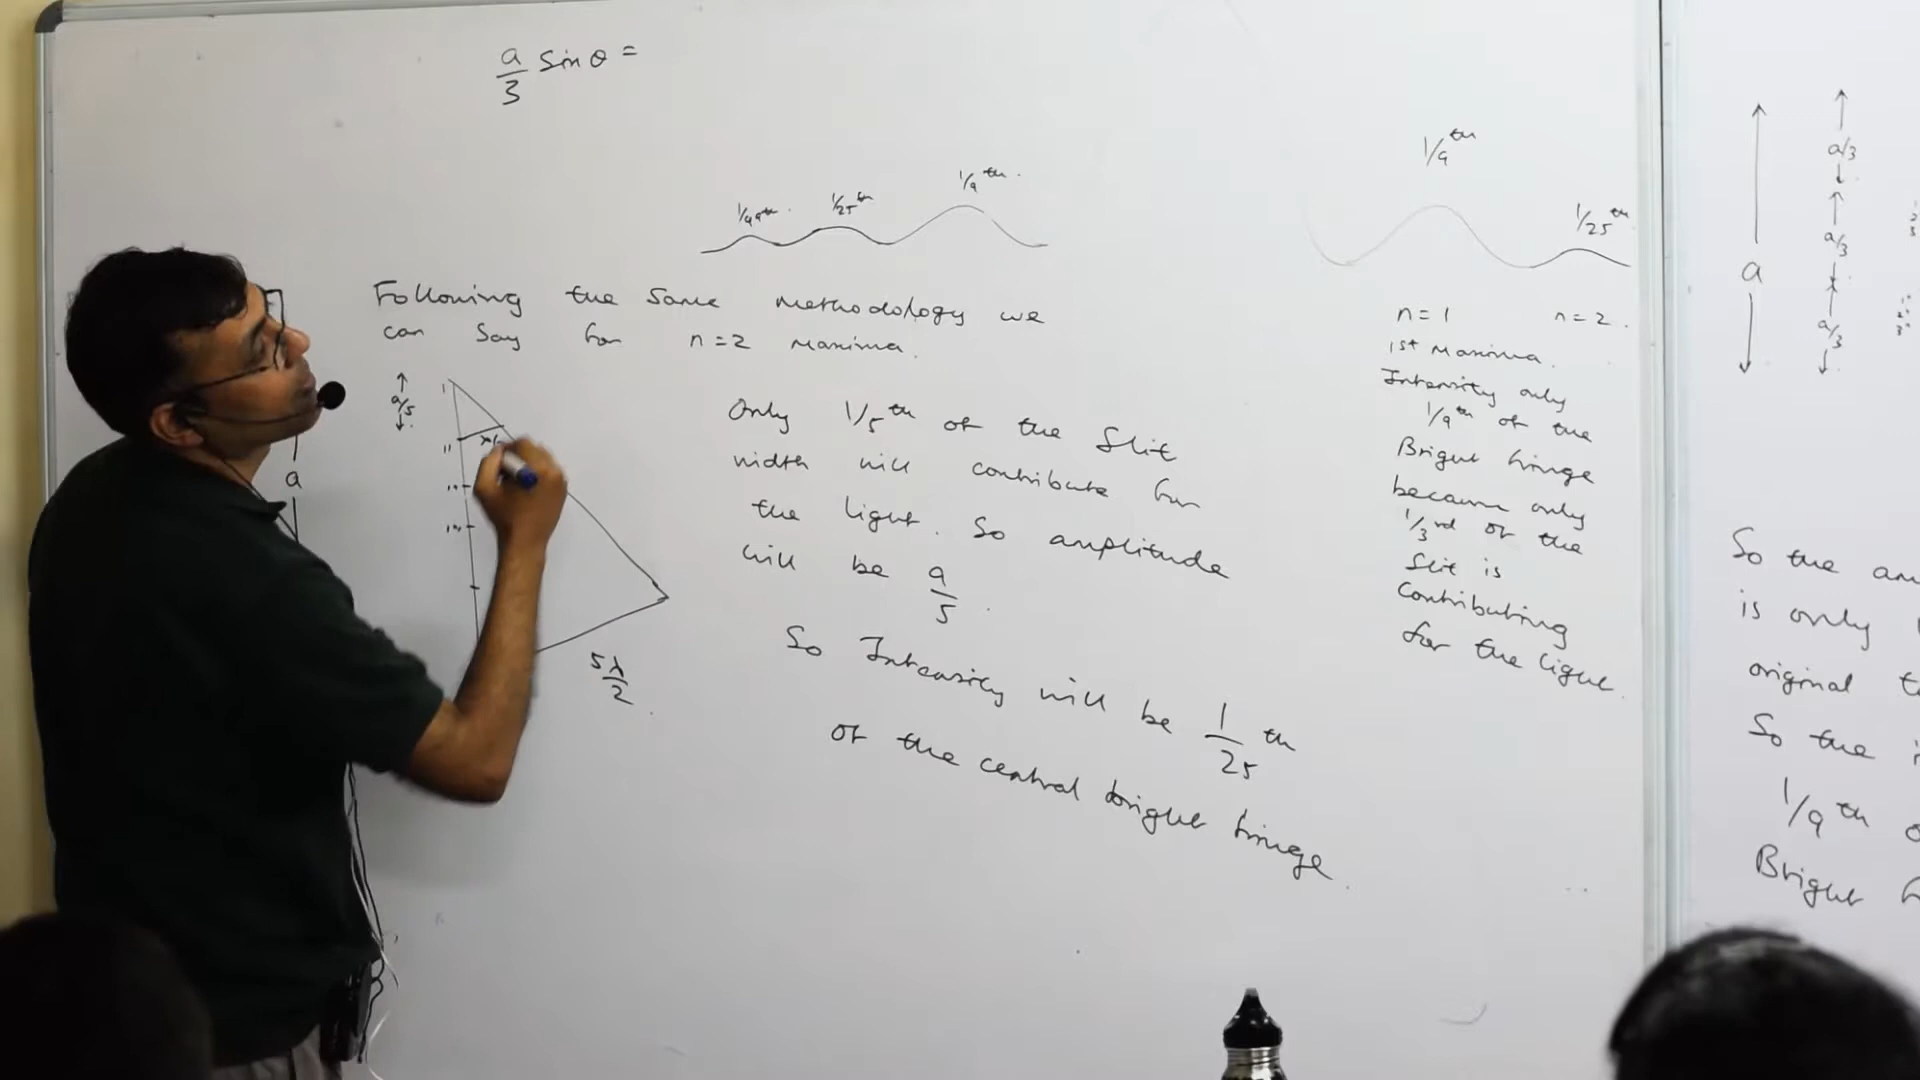 a/3 sin θ =
1/49th. 1/25th 1/9th.
1/9th
1/25th
Following the same methodology we
can say for n=2 maxima.
a/5
a
5λ/2.
Only 1/5th of the slit
width will contribute for
the light. So amplitude
will be a/5.
So Intensity will be 1/25 th
of the central bright fringe.
n=1 n=2.
1st Maxima.
Intensity only
1/9th of the
Bright fringe
because only
1/3rd of the
slit is
contributing
for the light.
a
a/3
a/3
a/3
So the
is only
original
So the
1/9th
Bright